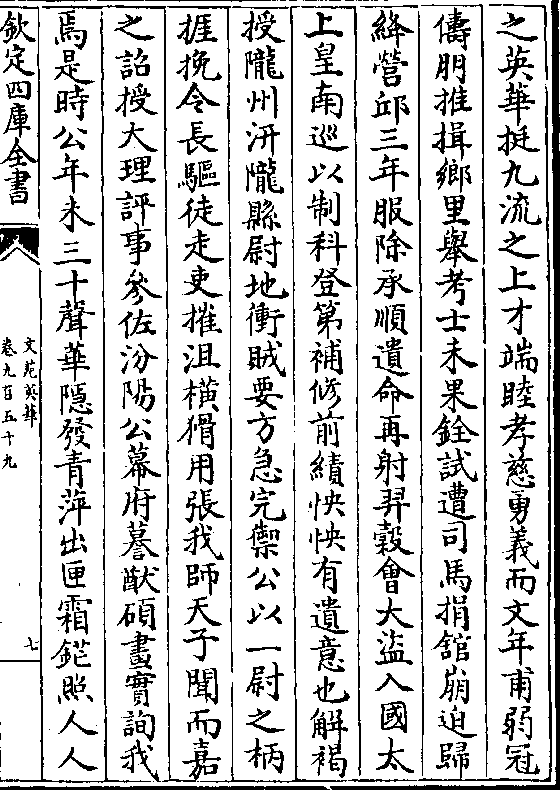 之英華挺九流之上才端睦孝慈勇義而文年甫弱冠
儔朋推揖鄉里舉考士未果銓試遭司馬捐舘崩迫歸
絳營邱三年服除承順遺命再射羿彀會大盜入國太
上皇南巡以制科登第補修前績怏怏有遺意也解褐
授隴州汧隴縣尉地衝賊要方急完禦公以一尉之柄
捱挽令長驅徒走吏摧沮橫猾用張我師天子聞而嘉
之詔授大理評事參佐汾陽公幕府謩猷碩畫實詢我
焉是時公年未三十聲華隱發青萍出匣霜鋩照人人
欽定四庫全書
文苑英華
卷九百五十九
七